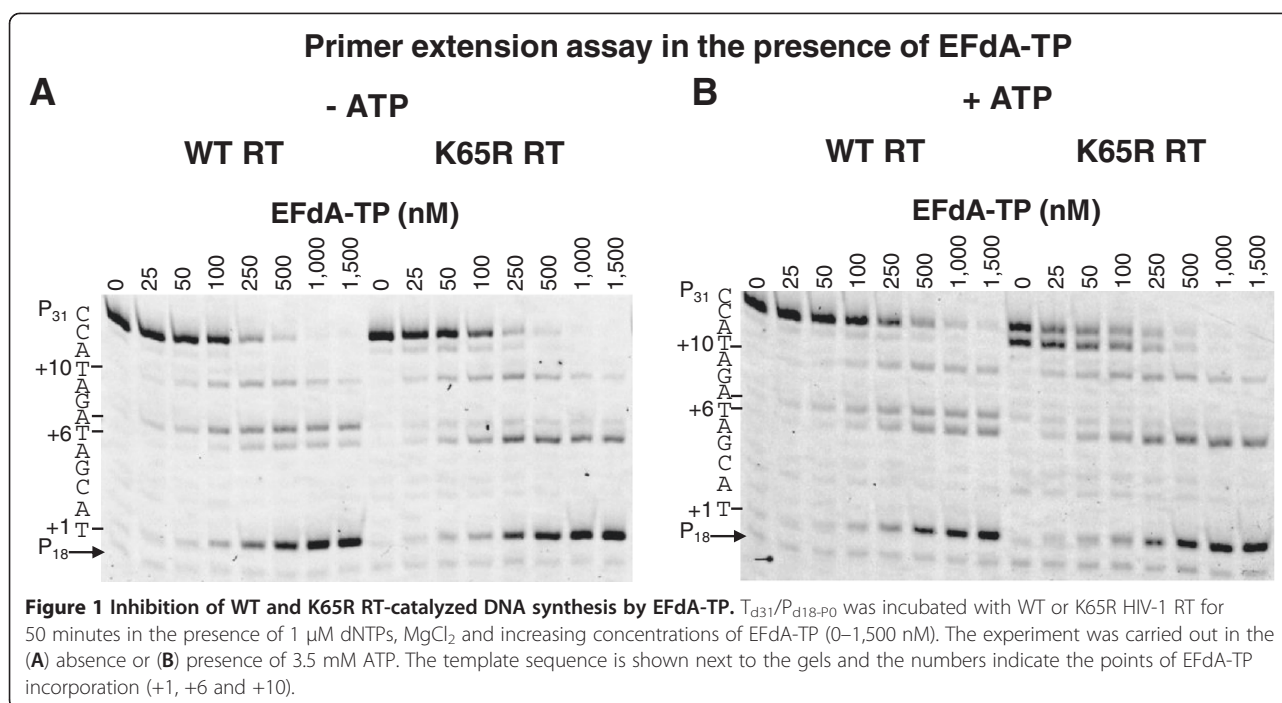 Primer extension assay in the presence of EFdA-TP
A
- ATP
WT RT K65R RT
EFdA-TP (nM)
0 25 50 100 250 500 1,000 1,500 0 25 50 100 250 500 1,000 1,500
P31
C
C
A
+10 T
A
G
A
+6 T
A
G
C
A
+1 T
P18
B
+ ATP
WT RT K65R RT
EFdA-TP (nM)
0 25 50 100 250 500 1,000 1,500 0 25 50 100 250 500 1,000 1,500
P31
C
C
A
+10 T
A
G
A
+6 T
A
G
C
A
+1 T
P18
Figure 1 Inhibition of WT and K65R RT-catalyzed DNA synthesis by EFdA-TP. Td31/Pd18-P0 was incubated with WT or K65R HIV-1 RT for
50 minutes in the presence of 1 μM dNTPs, MgCl2 and increasing concentrations of EFdA-TP (0–1,500 nM). The experiment was carried out in the
(A) absence or (B) presence of 3.5 mM ATP. The template sequence is shown next to the gels and the numbers indicate the points of EFdA-TP
incorporation (+1, +6 and +10).